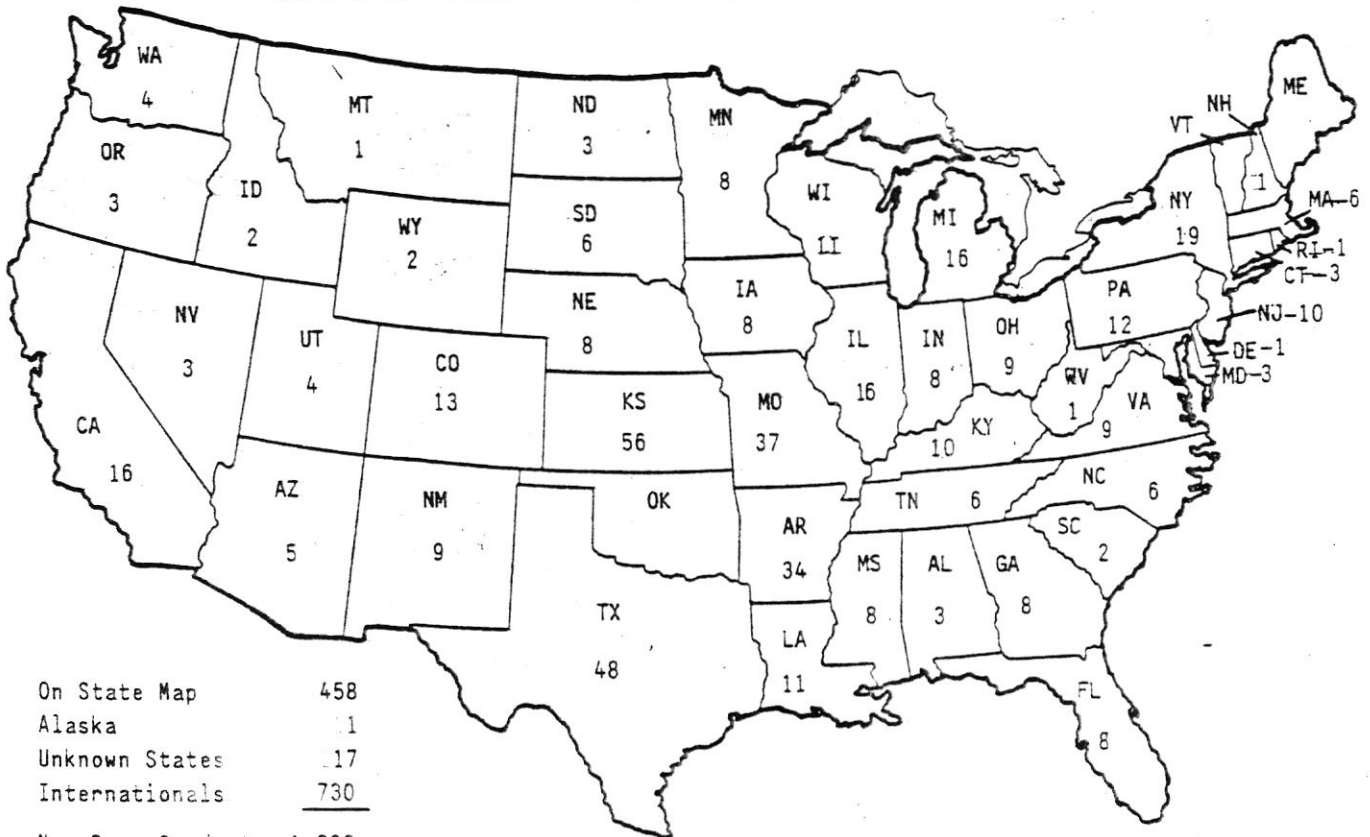 WA
4
OR
3
ID
2
MT
1
WY
2
ND
3
SD
6
NE
8
MN
8
WI
11
MI
16
IA
8
NV
3
UT
4
CO
13
KS
56
MO
37
IL
16
IN
8
OH
9
KY
10
WV
1
VA
9
PA
12
NY
19
VT
NH
1
ME
MA-6
RI-1
CT-3
NJ-10
DE-1
MD-3
CA
16
AZ
5
NM
9
OK
TX
48
AR
34
LA
11
MS
8
AL
3
GA
8
TN 6
NC 6
SC
2
FL
8
On State Map 458
Alaska 1
Unknown States 17
Internationals 730